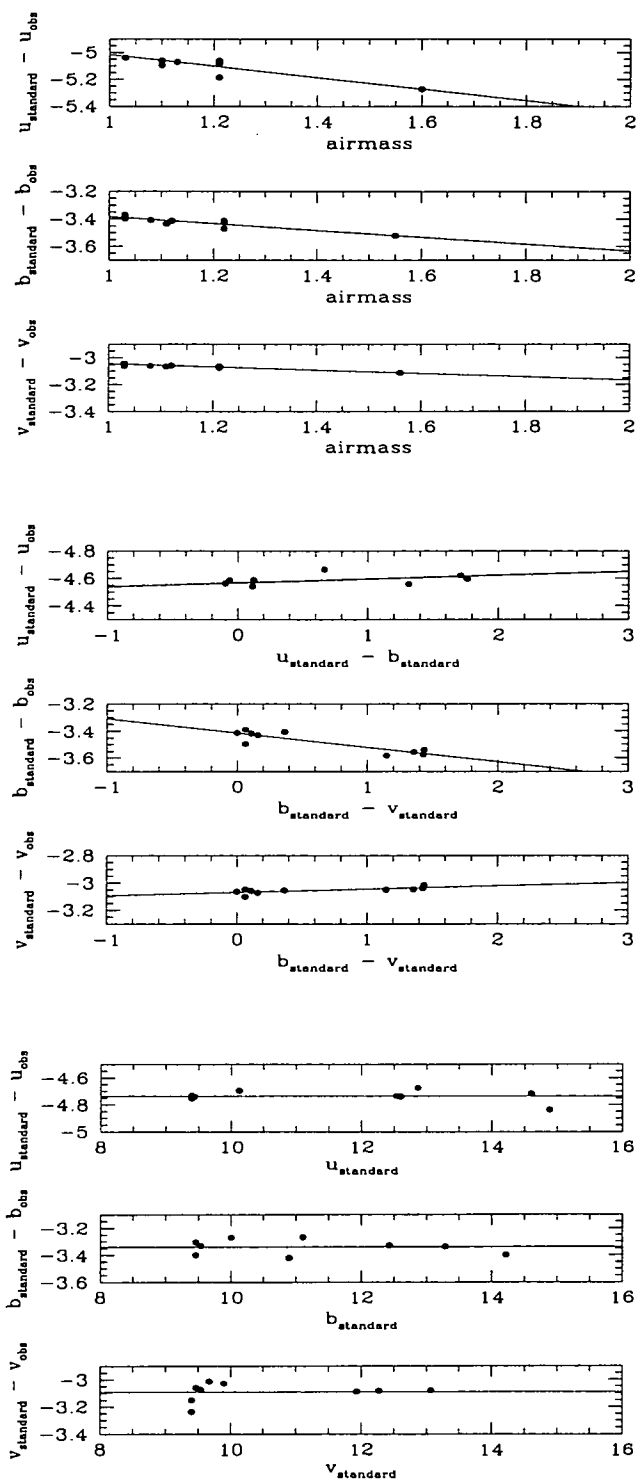 u_standard − u_obs
−5
−5.2
−5.4
1 1.2 1.4 1.6 1.8 2
airmass
b_standard − b_obs
−3.2
−3.4
−3.6
1 1.2 1.4 1.6 1.8 2
airmass
v_standard − v_obs
−3
−3.2
−3.4
1 1.2 1.4 1.6 1.8 2
airmass
u_standard − u_obs
−4.8
−4.6
−4.4
−1 0 1 2 3
u_standard − b_standard
b_standard − b_obs
−3.2
−3.4
−3.6
−1 0 1 2 3
b_standard − v_standard
v_standard − v_obs
−2.8
−3
−3.2
−1 0 1 2 3
b_standard − v_standard
u_standard − u_obs
−4.6
−4.8
−5
8 10 12 14 16
u_standard
b_standard − b_obs
−3.2
−3.4
−3.6
8 10 12 14 16
b_standard
v_standard − v_obs
−3
−3.2
−3.4
8 10 12 14 16
v_standard